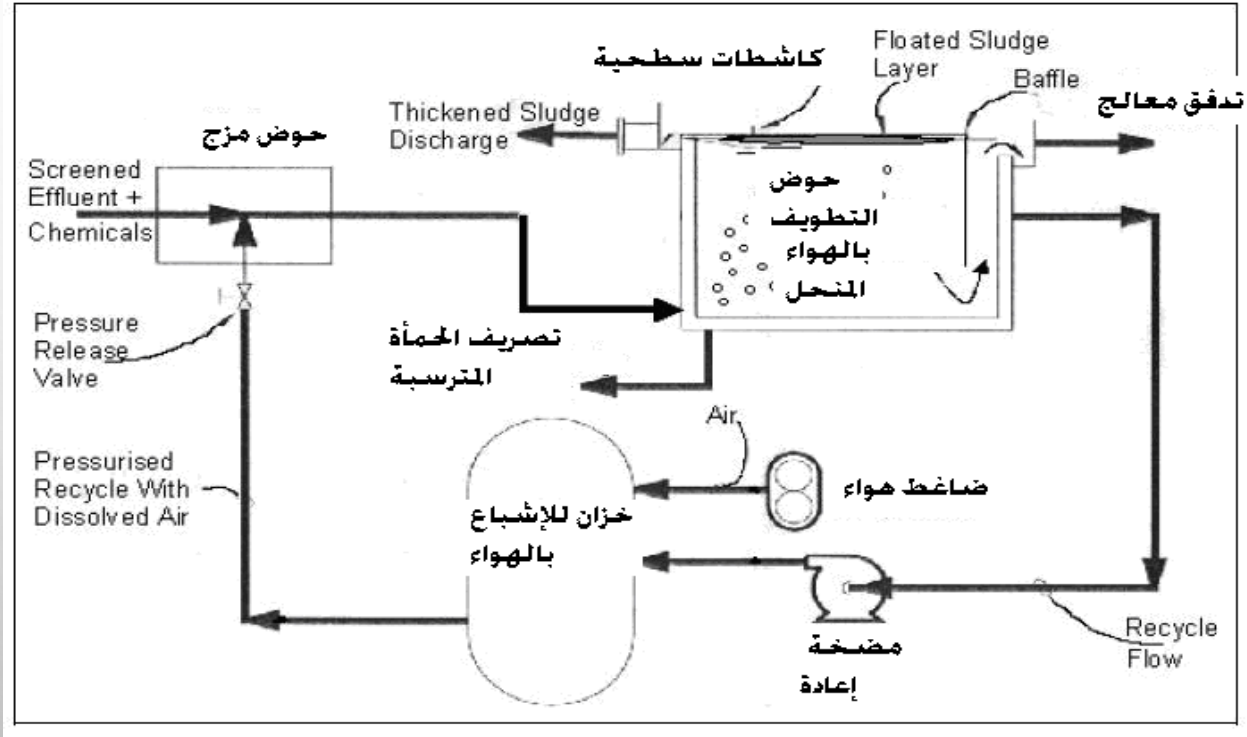 كاشطات سطحية
Floated Sludge
Layer
Baffle
تدفق معالج
Thickened Sludge
Discharge
حوض مزج
Screened
Effluent +
Chemicals
حوض
التطويف
بالهواء
المنحل
Pressure
Release
Valve
تصريف الحمأة
المترسبة
Air
ضاغط هواء
Pressurised
Recycle With
Dissolved Air
خزان للإشباع
بالهواء
مضخة
إعادة
Recycle
Flow